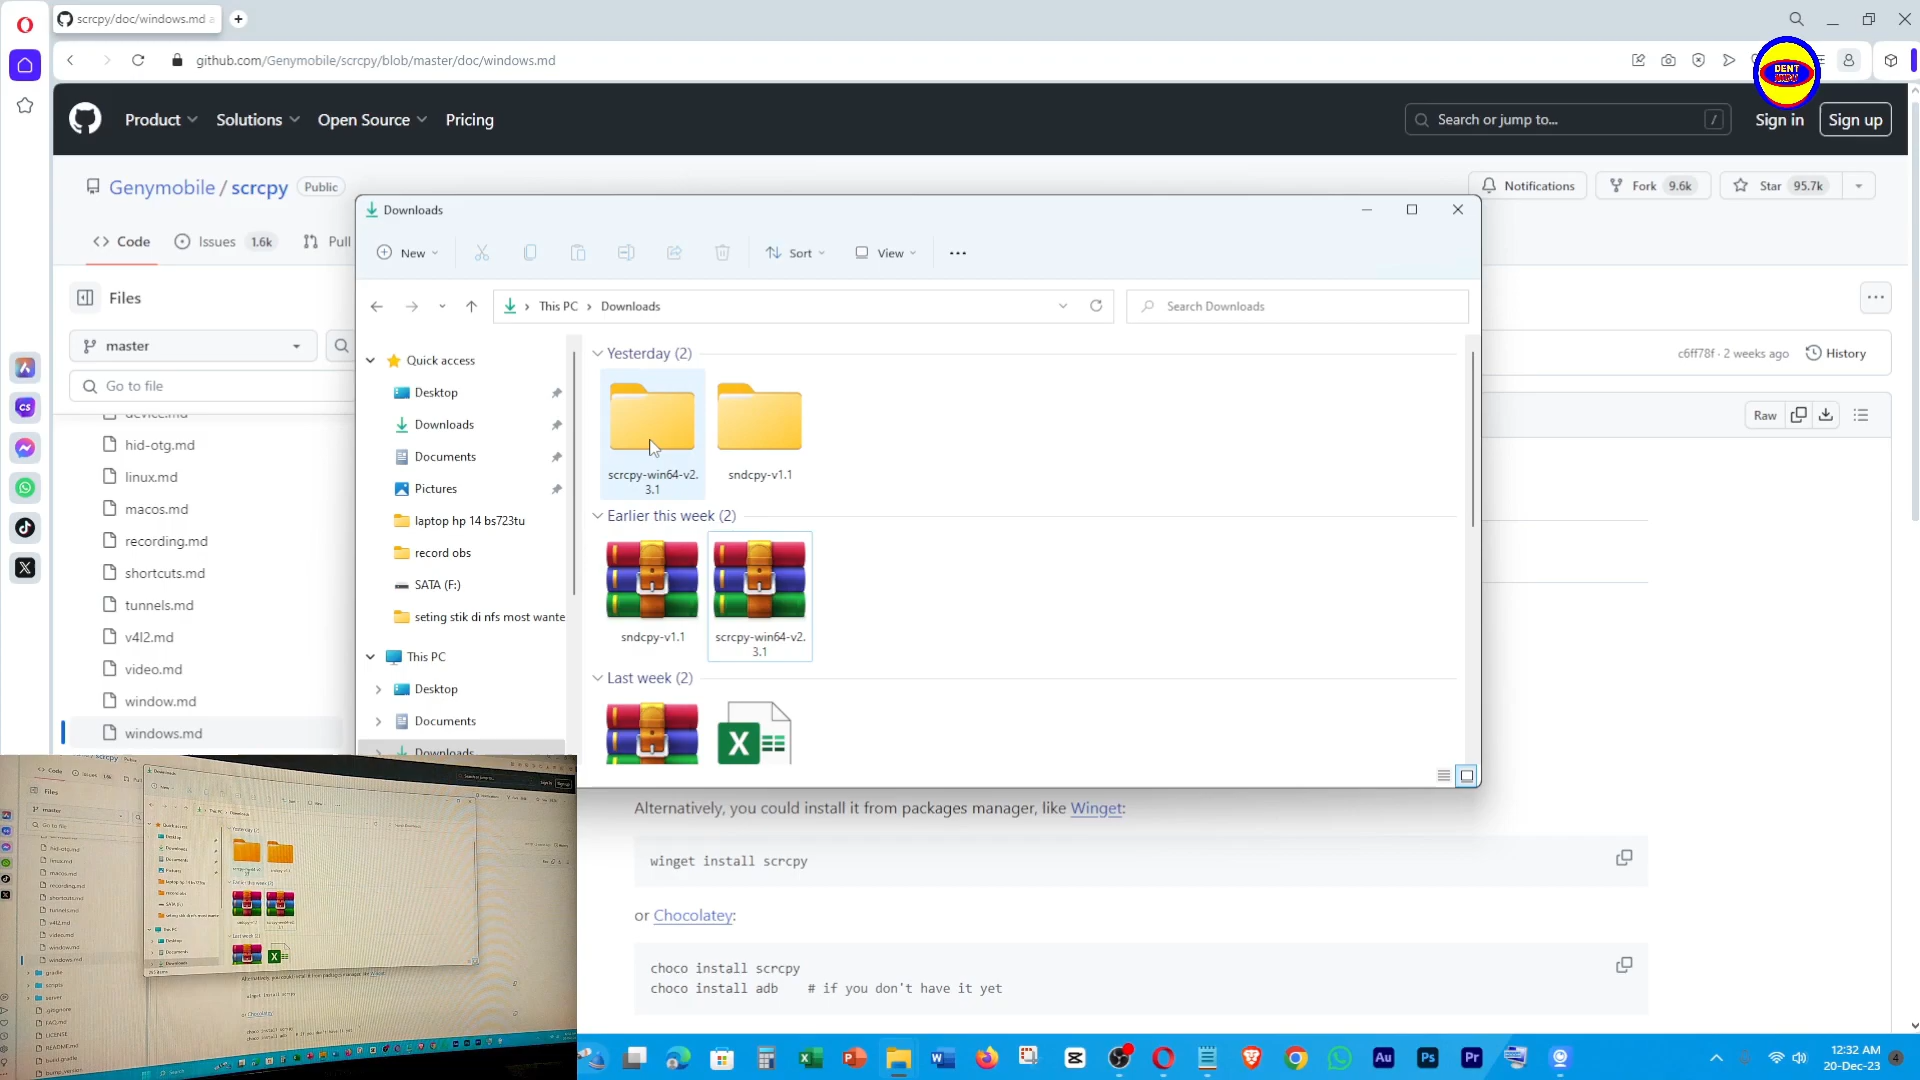 scrcpy/doc/windows.md a
github.com/Genymobile/scrcpy/blob/master/doc/windows.md
DENT
Product
Solutions
Open Source
Pricing
Search or jump to...
/
Sign in
Sign up
Genymobile / scrcpy
Public
Notifications
Fork 9.6k
Star 95.7k
Code
Issues 1.6k
Pull
Files
master
Go to file
device.md
hid-otg.md
linux.md
macos.md
recording.md
shortcuts.md
tunnels.md
v4l2.md
video.md
window.md
windows.md
c6ff78f · 2 weeks ago
History
Raw
Downloads
New
Sort
View
This PC > Downloads
Search Downloads
Quick access
Desktop
Downloads
Documents
Pictures
laptop hp 14 bs723tu
record obs
SATA (F:)
seting stik di nfs most wante
This PC
Desktop
Documents
Downloads
Yesterday (2)
scrcpy-win64-v2.
3.1
sndcpy-v1.1
Earlier this week (2)
sndcpy-v1.1
scrcpy-win64-v2.
3.1
Last week (2)
Alternatively, you could install it from packages manager, like Winget:
winget install scrcpy
or Chocolatey:
choco install scrcpy
choco install adb    # if you don't have it yet
12:32 AM
20-Dec-23
4